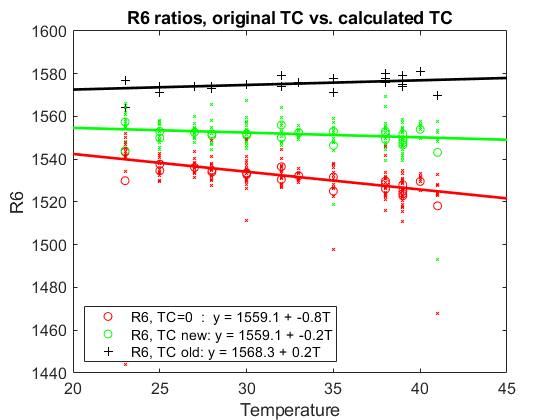 R6 ratios, original TC vs. calculated TC
1600
1580
1560
1540
1520
1500
1480
1460
1440
R6
R6, TC=0 : y = 1559.1 + -0.8T
R6, TC new: y = 1559.1 + -0.2T
R6, TC old: y = 1568.3 + 0.2T
20 25 30 35 40 45
Temperature